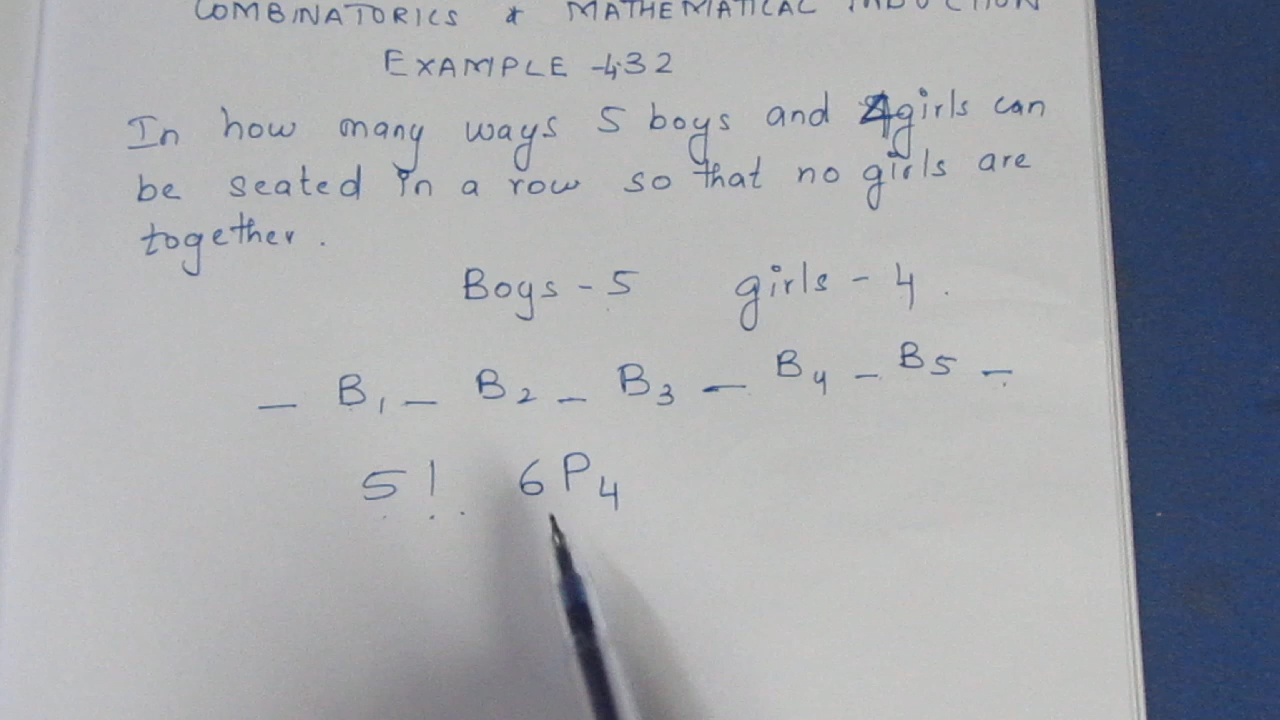 COMBINATORICS & MATHEMATICAL INDUCTION
EXAMPLE - 4.32
In how many ways 5 boys and 4 girls can
be seated in a row so that no girls are
together.
Boys - 5 girls - 4.
_ B1 _ B2 _ B3 _ B4 _ B5 _
5! 6P4